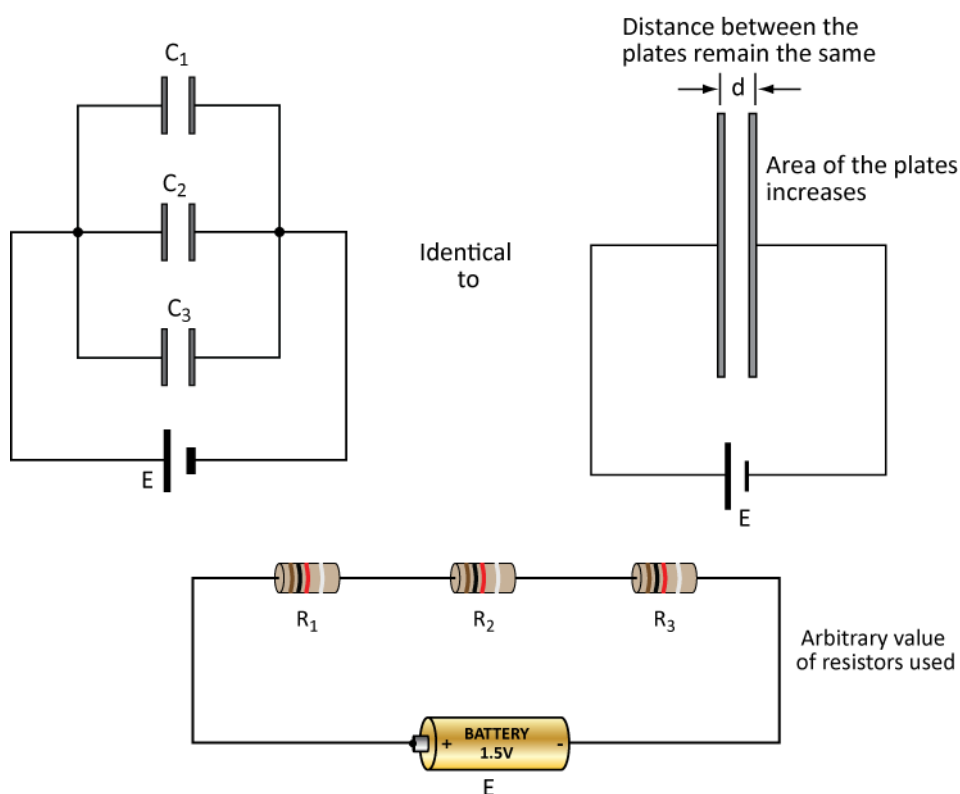 C1
C2
C3
E
Identical
to
Distance between the
plates remain the same
d
Area of the plates
increases
E
R1
R2
R3
Arbitrary value
of resistors used
+ BATTERY -
1.5V
E